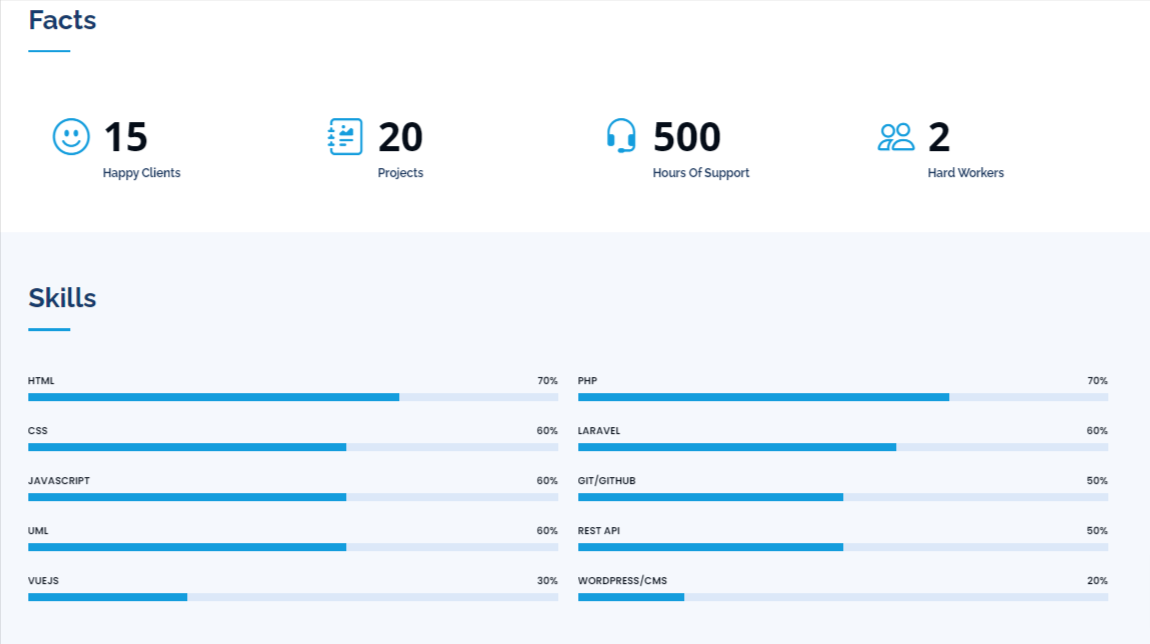 Facts
15
Happy Clients
20
Projects
500
Hours Of Support
2
Hard Workers
Skills
HTML 70%
CSS 60%
JAVASCRIPT 60%
UML 60%
VUEJS 30%
PHP 70%
LARAVEL 60%
GIT/GITHUB 50%
REST API 50%
WORDPRESS/CMS 20%